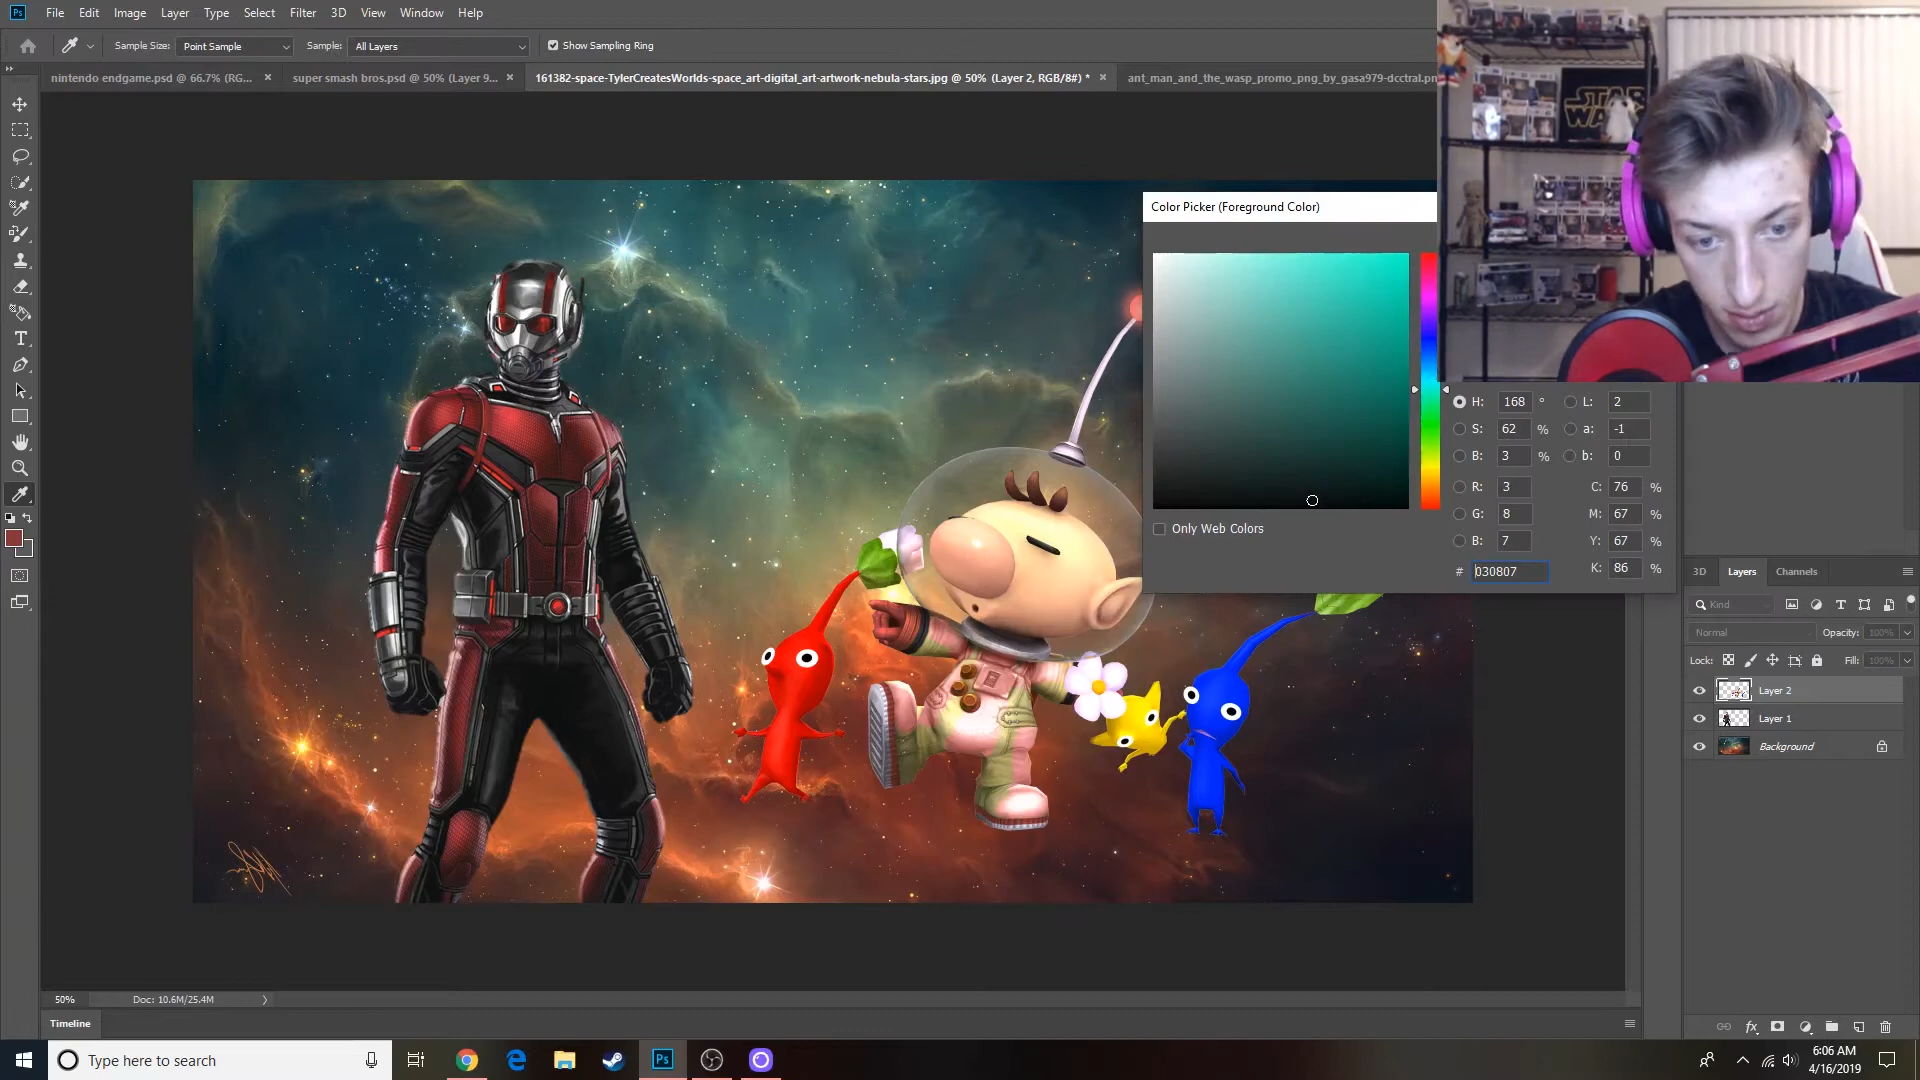 Ps File Edit Image Layer Type Select Filter 3D View Window Help
Sample Size: Point Sample Sample: All Layers Show Sampling Ring
nintendo endgame.psd @ 66.7% (RG... × super smash bros.psd @ 50% (Layer 9... × 161382-space-TylerCreatesWorlds-space_art-digital_art-artwork-nebula-stars.jpg @ 50% (Layer 2, RGB/8#) * × ant_man_and_the_wasp_promo_png_by_gasa979-dcctral.pn
STAR
WARS
Color Picker (Foreground Color)
H: 168 ° L: 2
S: 62 % a: -1
B: 3 % b: 0
R: 3 C: 76 %
G: 8 M: 67 %
B: 7 Y: 67 %
# 030807 K: 86 %
Only Web Colors
3D Layers Channels
Kind
Normal Opacity: 100%
Lock: Fill: 100%
Layer 2
Layer 1
Background
50% Doc: 10.6M/25.4M
Timeline
Type here to search
Ps
6:06 AM
4/16/2019